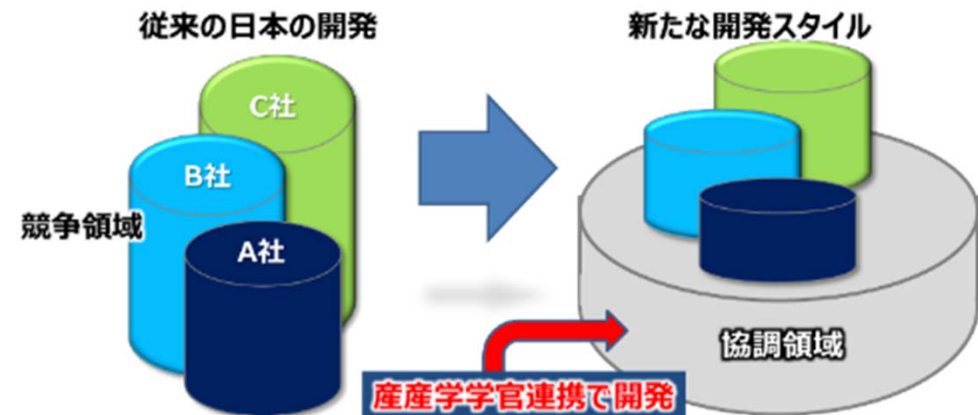 従来の日本の開発
新たな開発スタイル
C社
B社
競争領域
A社
協調領域
産産学学官連携で開発